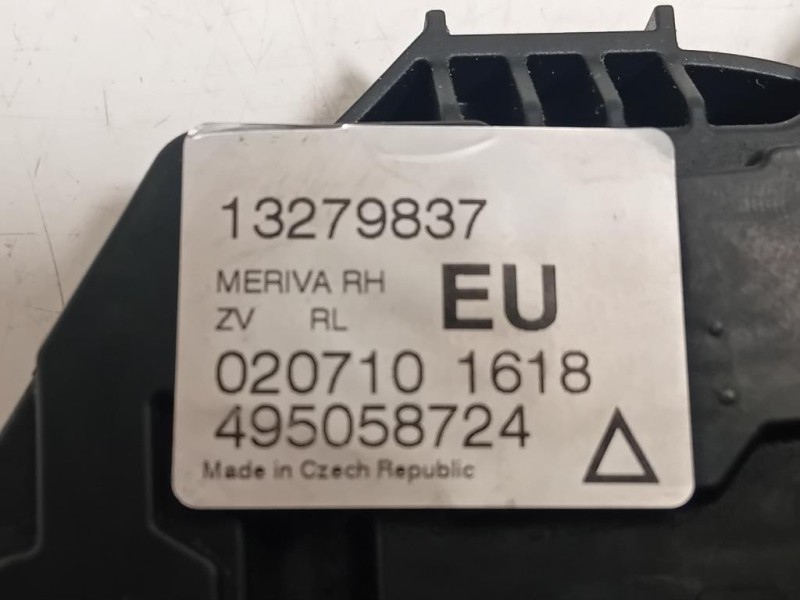 13279837
MERIVA RH
EU
ZV RL
020710 1618
495058724
Made in Czech Republic